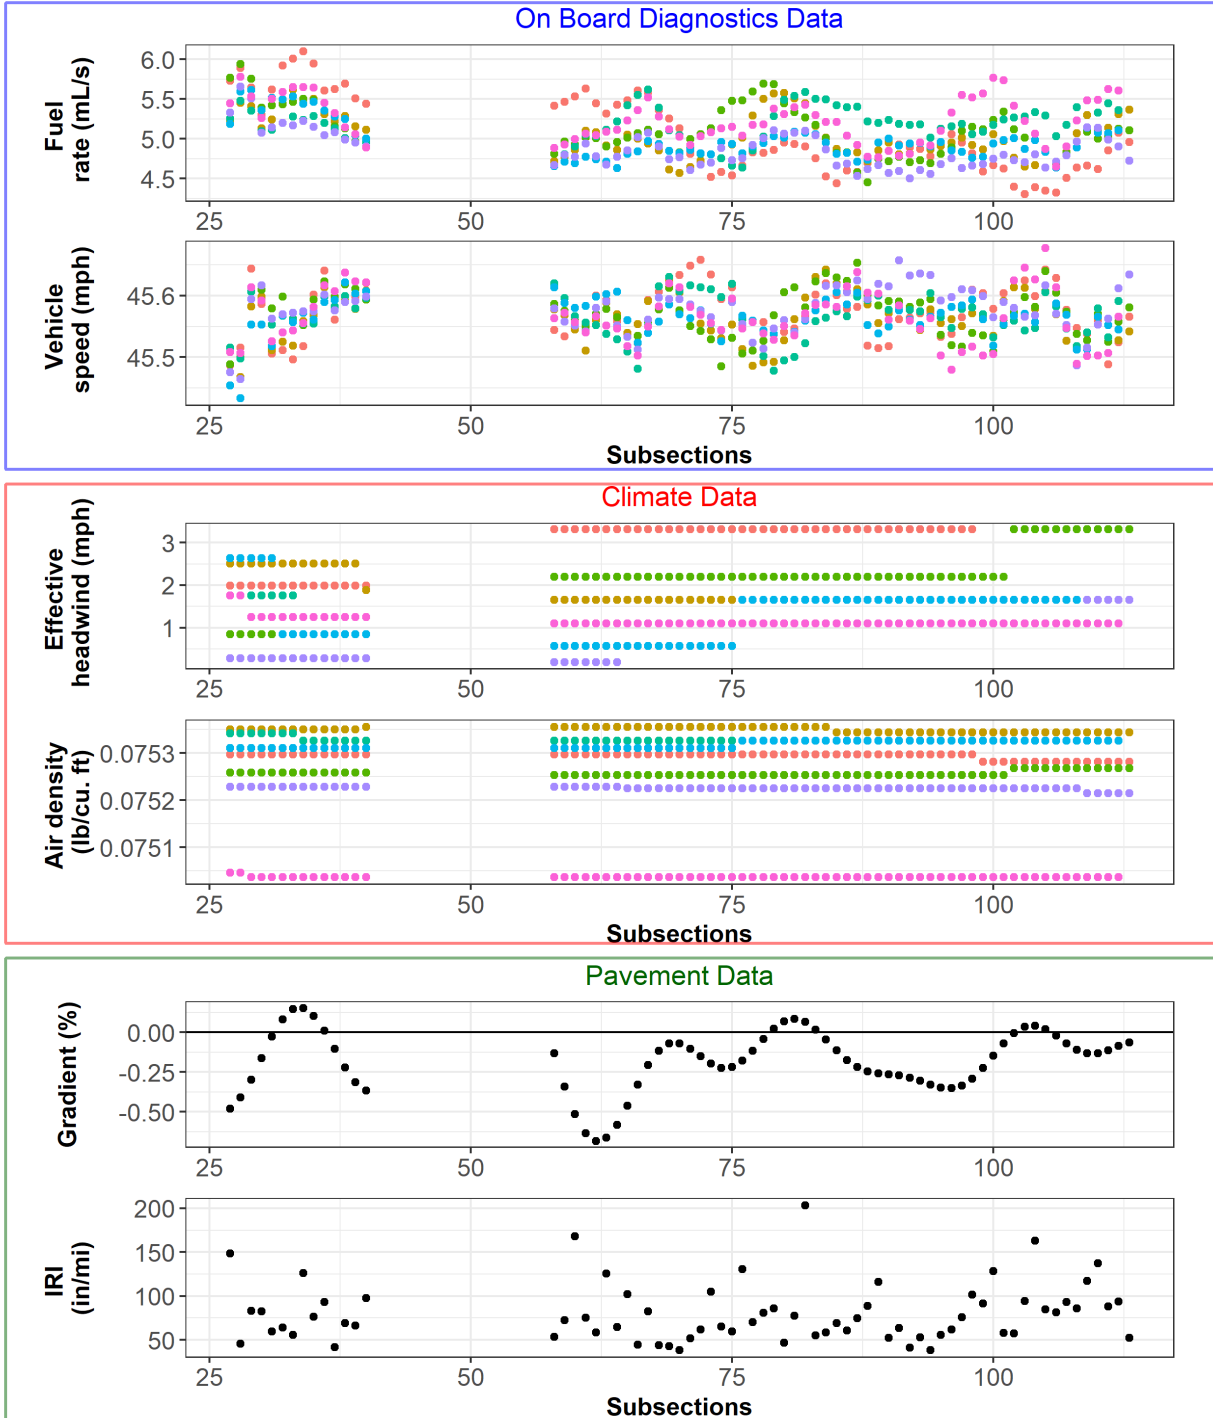 On Board Diagnostics Data
Fuel
rate (mL/s)
6.0
5.5
5.0
4.5
25 50 75 100
Vehicle
speed (mph)
45.6
45.5
25 50 75 100
Subsections
Climate Data
Effective
headwind (mph)
3
2
1
25 50 75 100
Air density
(lb/cu. ft)
0.0753
0.0752
0.0751
25 50 75 100
Subsections
Pavement Data
Gradient (%)
0.00
-0.25
-0.50
25 50 75 100
IRI
(in/mi)
200
150
100
50
25 50 75 100
Subsections